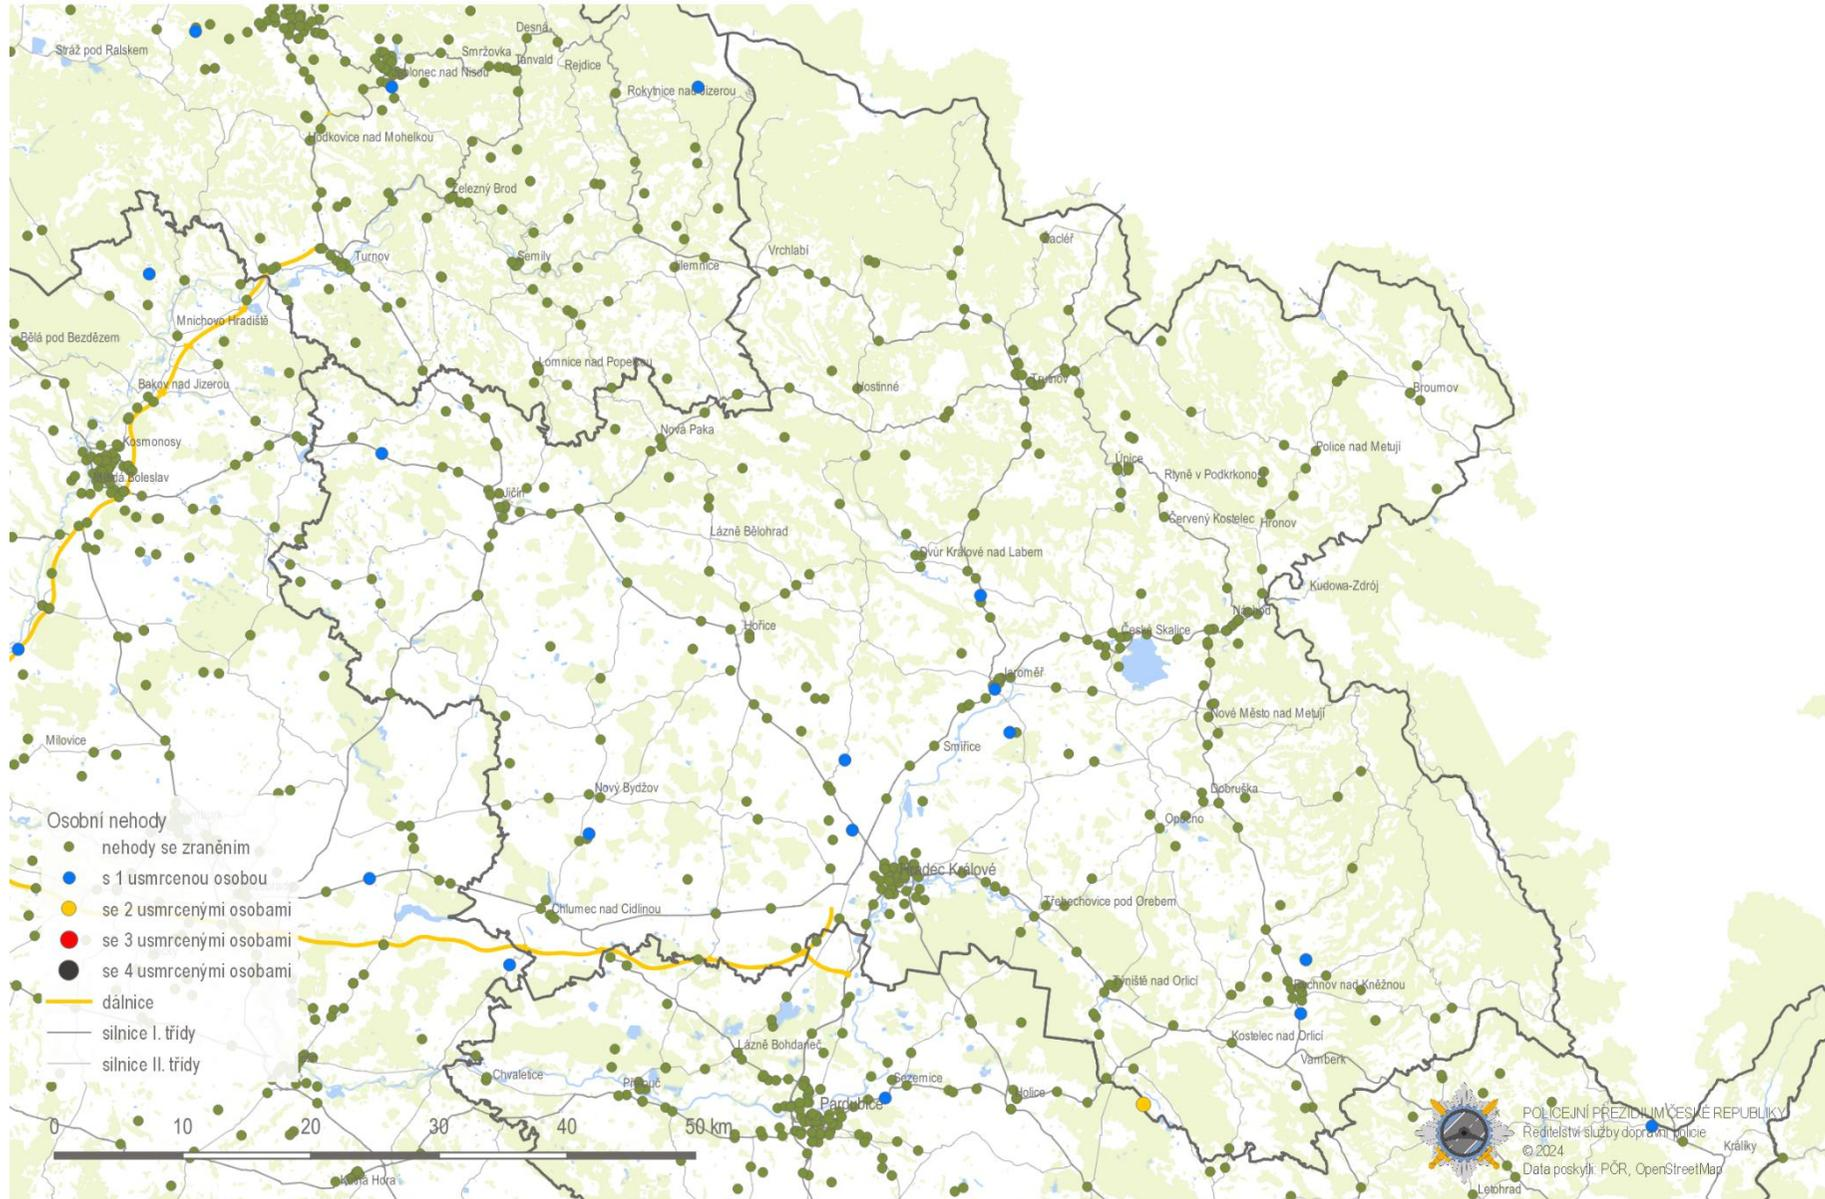 Desná
Stráž pod Ralskem
Smržovka
Tanvald
Rejdice
Jablonec nad Nisou
Rokytnice nad Jizerou
Hodkovice nad Mohelkou
Železný Brod
Žacléř
Turnov
Semily
Vrchlabí
Jilemnice
Mnichovo Hradiště
Bělá pod Bezdězem
Lomnice nad Popelkou
Bakov nad Jizerou
Hostinné
Trutnov
Broumov
Kosmonosy
Nová Paka
Police nad Metují
Úpice
Mladá Boleslav
Rtyně v Podkrkonoší
Jičín
Červený Kostelec
Hronov
Lázně Bělohrad
Dvůr Králové nad Labem
Kudowa-Zdrój
Náchod
Hořice
Česká Skalice
Jaroměř
Nové Město nad Metují
Milovice
Smiřice
Nový Bydžov
Dobruška
Opočno
Osobní nehody
nehody se zraněním
s 1 usmrcenou osobou
se 2 usmrcenými osobami
se 3 usmrcenými osobami
se 4 usmrcenými osobami
dálnice
silnice I. třídy
silnice II. třídy
Hradec Králové
Chlumec nad Cidlinou
Třebechovice pod Orebem
Týniště nad Orlicí
Rychnov nad Kněžnou
Kostelec nad Orlicí
Lázně Bohdaneč
Vamberk
Chvaletice
Přelouč
Sezemice
Holice
Pardubice
0 10 20 30 40 50 km
POLICEJNÍ PREZIDIUM ČESKÉ REPUBLIKY
Ředitelství služby dopravní policie
© 2024
Data poskytli: PČR, OpenStreetMap
Králíky
Kutná Hora
Letohrad